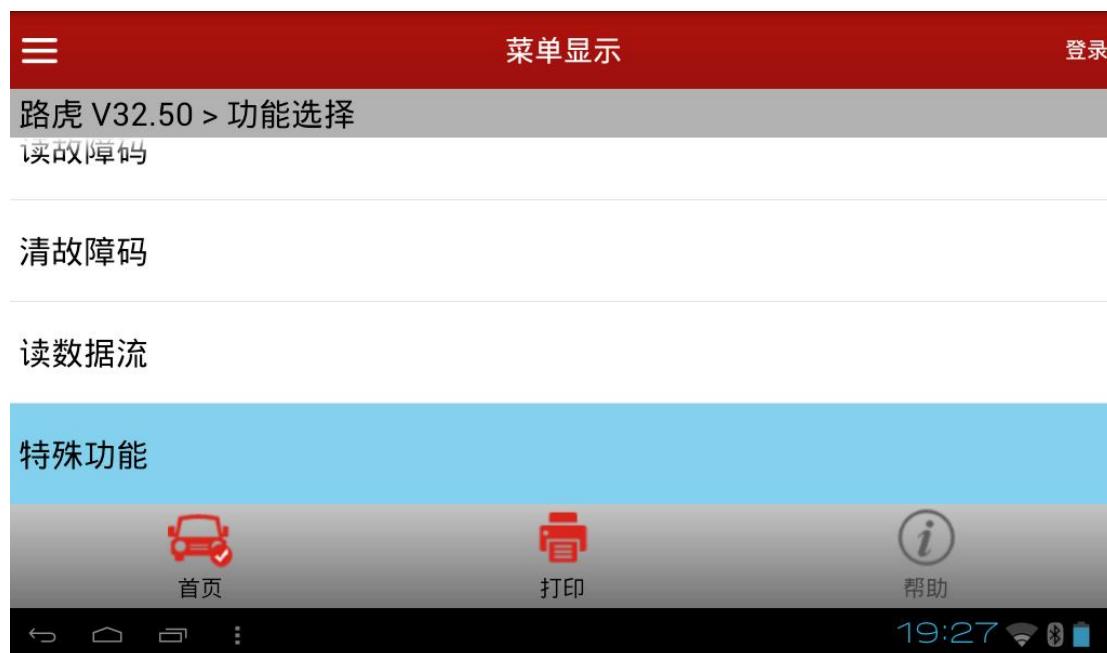 菜单显示
登录
路虎 V32.50 > 功能选择
读故障码
清故障码
读数据流
特殊功能
首页
打印
帮助
19:27